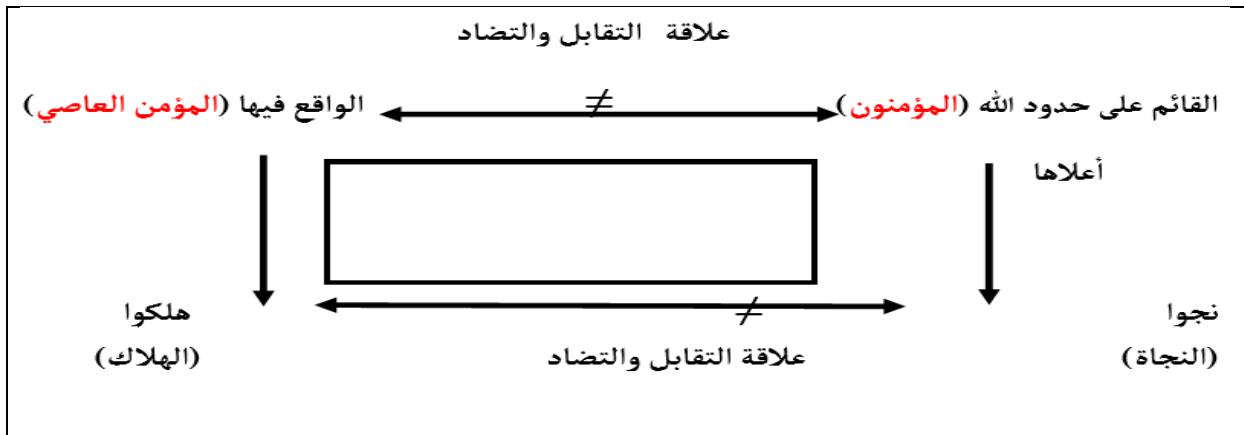 علاقة التقابل والتضاد
القائم على حدود الله (المؤمنون) ≠ الواقع فيها (المؤمن العاصي)
أعلاها
نجوا ≠ هلكوا
(النجاة) علاقة التقابل والتضاد (الهلاك)